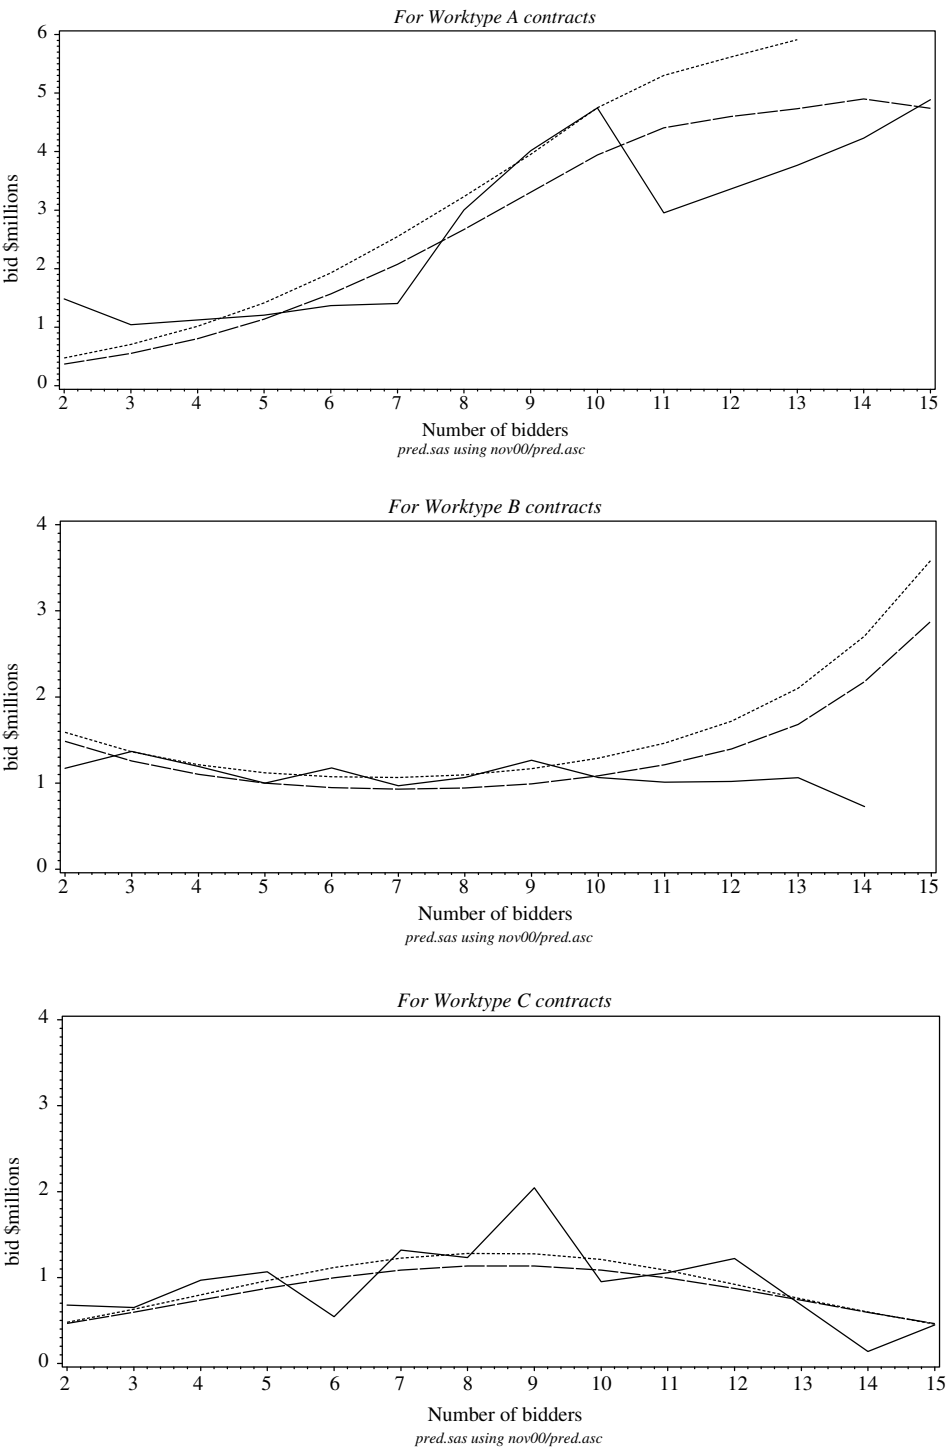 For Worktype A contracts
6
5
4
3
2
1
0
bid $millions
2 3 4 5 6 7 8 9 10 11 12 13 14 15
Number of bidders
pred.sas using nov00/pred.asc
For Worktype B contracts
4
3
2
1
0
bid $millions
2 3 4 5 6 7 8 9 10 11 12 13 14 15
Number of bidders
pred.sas using nov00/pred.asc
For Worktype C contracts
4
3
2
1
0
bid $millions
2 3 4 5 6 7 8 9 10 11 12 13 14 15
Number of bidders
pred.sas using nov00/pred.asc